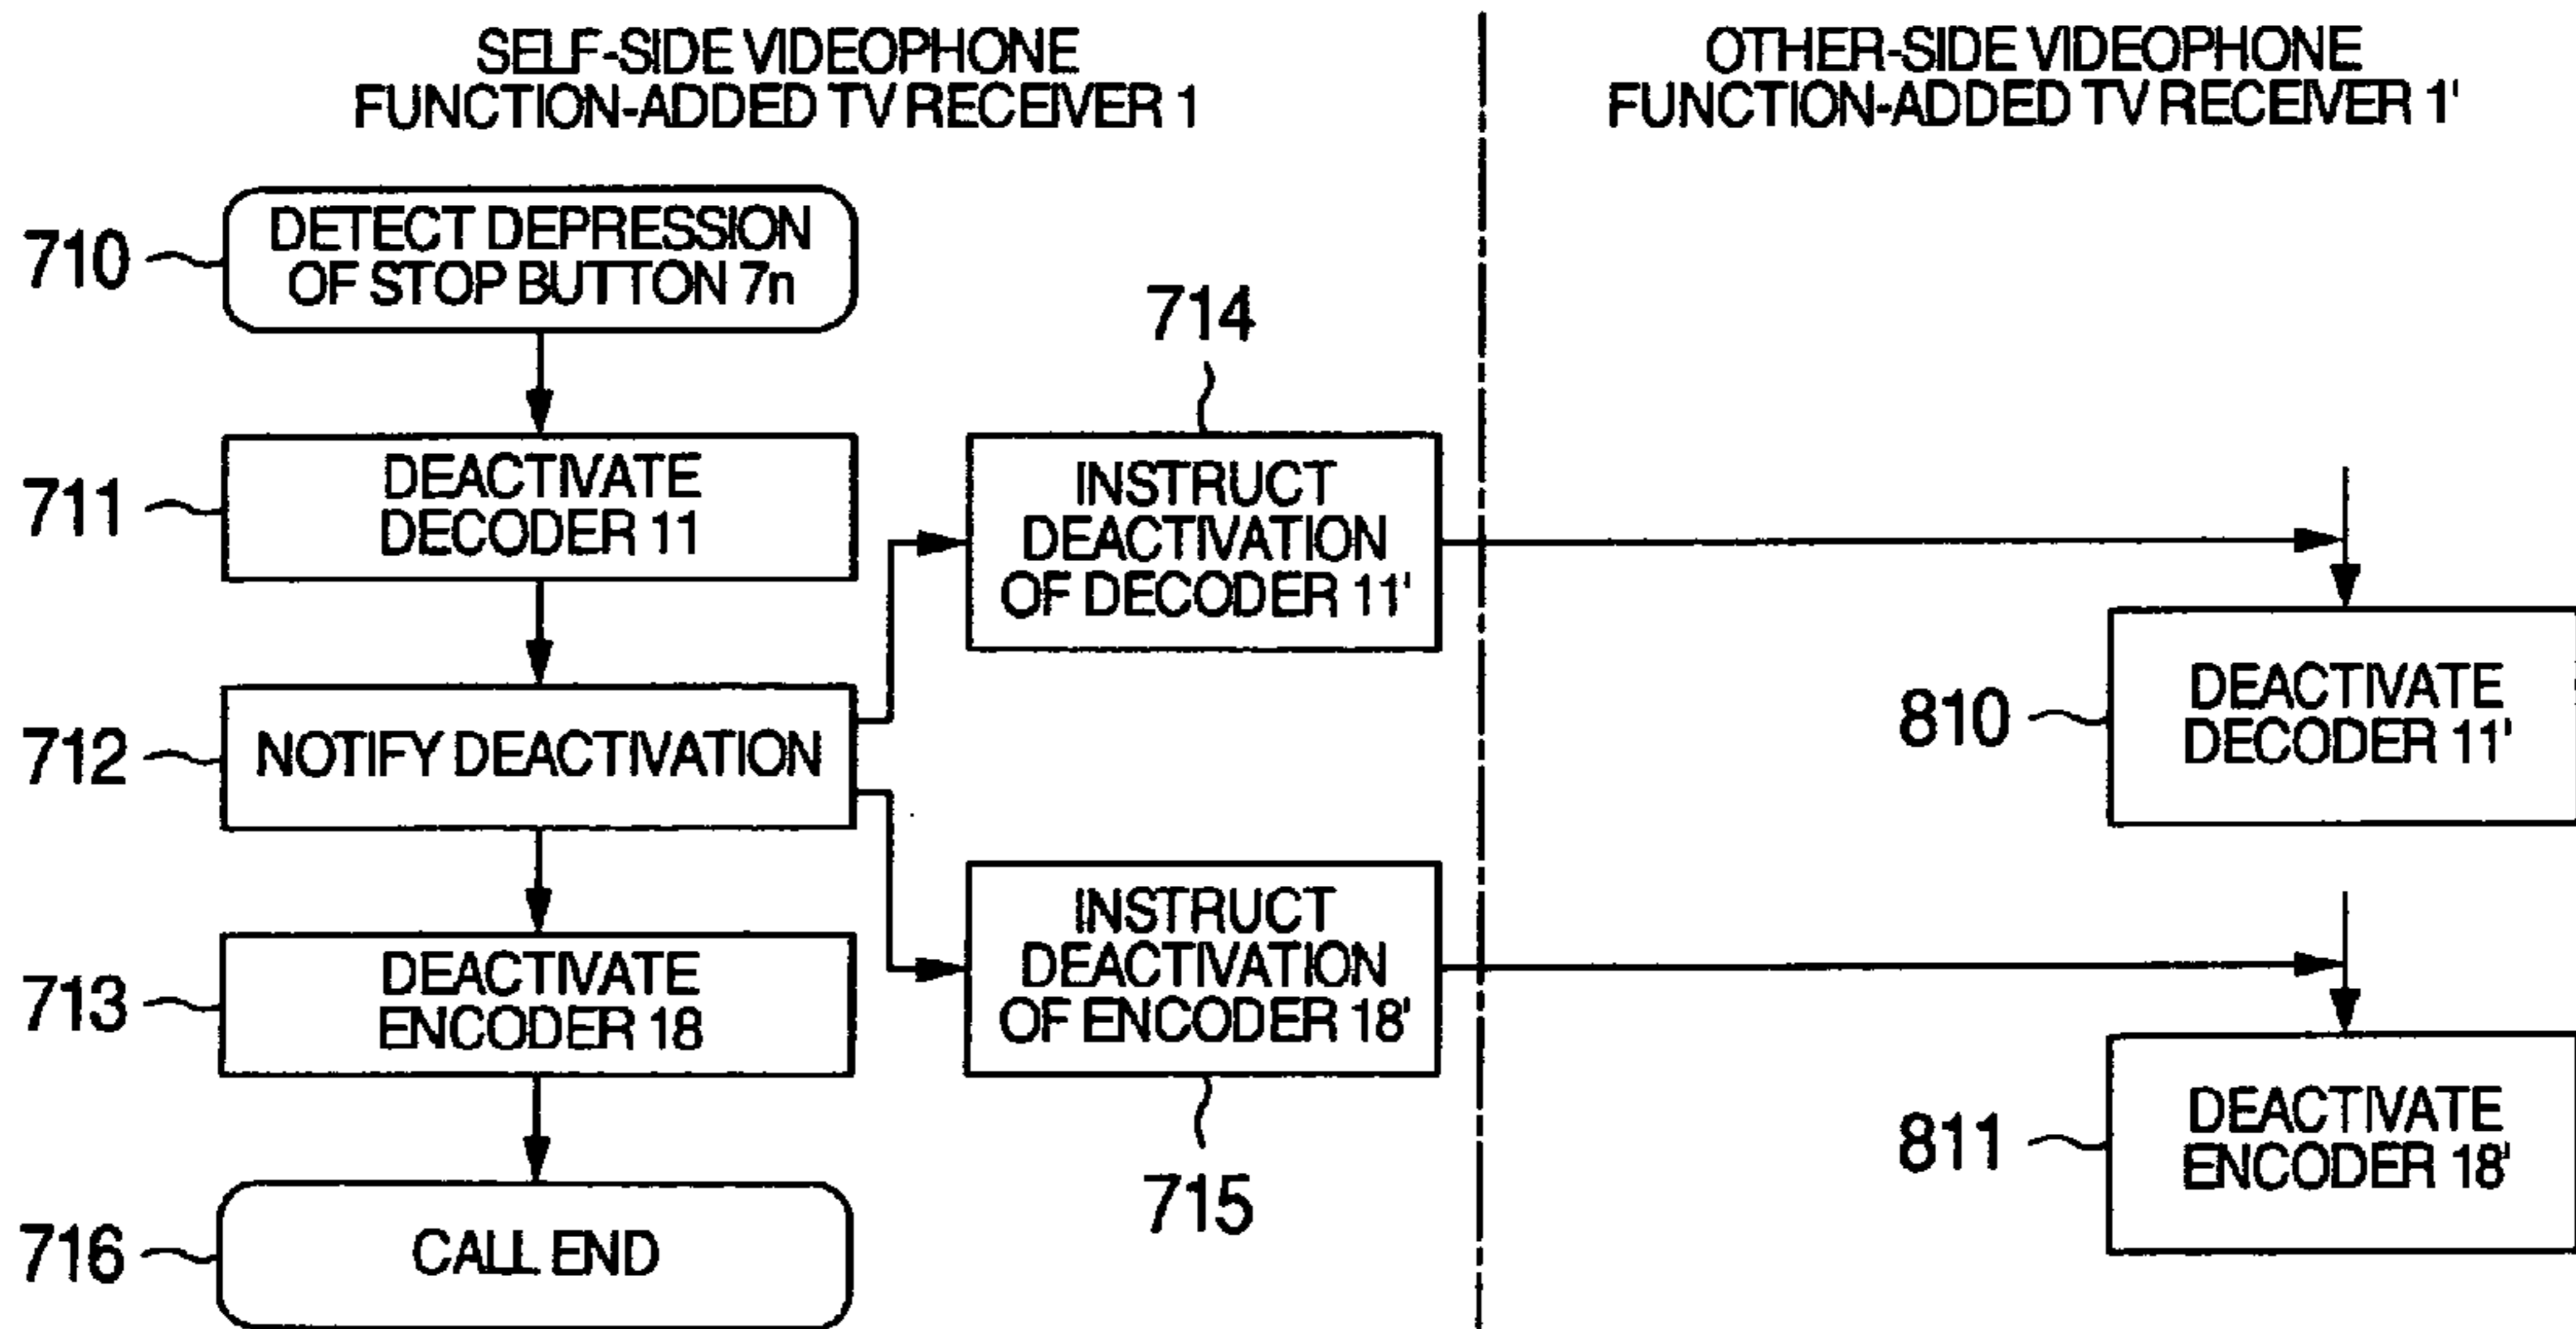 SELF-SIDE VIDEOPHONE
FUNCTION-ADDED TV RECEIVER 1
OTHER-SIDE VIDEOPHONE
FUNCTION-ADDED TV RECEIVER 1'
710
DETECT DEPRESSION
OF STOP BUTTON 7n
714
711
DEACTIVATE
DECODER 11
INSTRUCT
DEACTIVATION
OF DECODER 11'
712
NOTIFY DEACTIVATION
810
DEACTIVATE
DECODER 11'
713
DEACTIVATE
ENCODER 18
INSTRUCT
DEACTIVATION
OF ENCODER 18'
715
811
DEACTIVATE
ENCODER 18'
716
CALL END